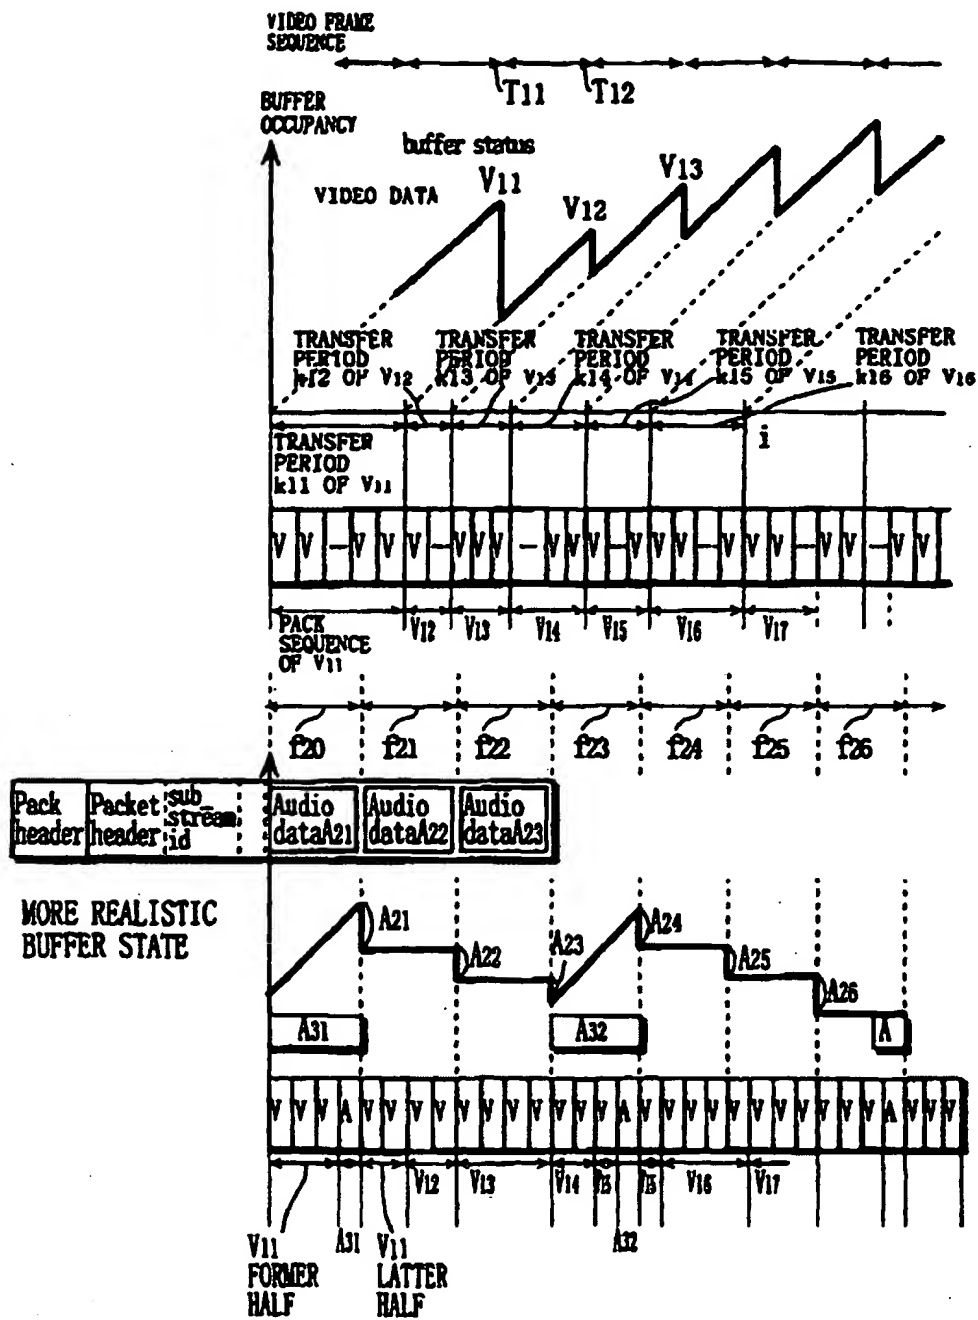 VIDEO FRAME
SEQUENCE
T11 T12
BUFFER
OCCUPANCY
buffer status
VIDEO DATA
V11
V12
V13
TRANSFER
PERIOD
k12 OF V12
TRANSFER
PERIOD
k13 OF V13
TRANSFER
PERIOD
k14 OF V14
TRANSFER
PERIOD
k15 OF V15
TRANSFER
PERIOD
k16 OF V16
TRANSFER
PERIOD
k11 OF V11
i
V V – V V V – V V V – V V V – V V V – V V – V V – V V
PACK
SEQUENCE
OF V11
V12 V13 V14 V15 V16 V17
f20 f21 f22 f23 f24 f25 f26
Pack
header
Packet
header
sub_
stream
id
Audio
dataA21
Audio
dataA22
Audio
dataA23
MORE REALISTIC
BUFFER STATE
A21
A22
A23
A24
A25
A26
A31 A32 A
V V V A V V V V V V V V V V V A V V V V V V V V V V A V V V
V12 V13 V14 V15 V15 V16 V17
A31 A32
V11
FORMER
HALF
V11
LATTER
HALF